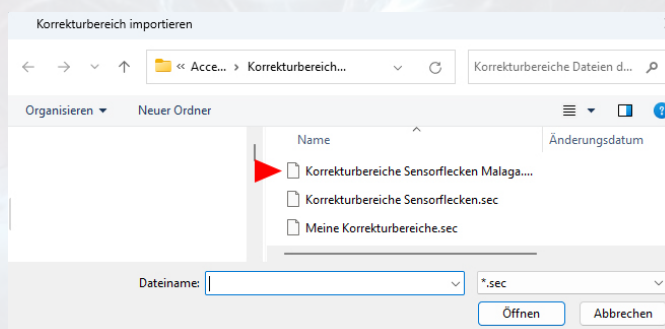 Korrekturbereich importieren
« Acce... › Korrekturbereich...
Korrekturbereiche Dateien d...
Organisieren
Neuer Ordner
Name
Änderungsdatum
Korrekturbereiche Sensorflecken Malaga....
Korrekturbereiche Sensorflecken.sec
Meine Korrekturbereiche.sec
Dateiname:
*.sec
Öffnen
Abbrechen